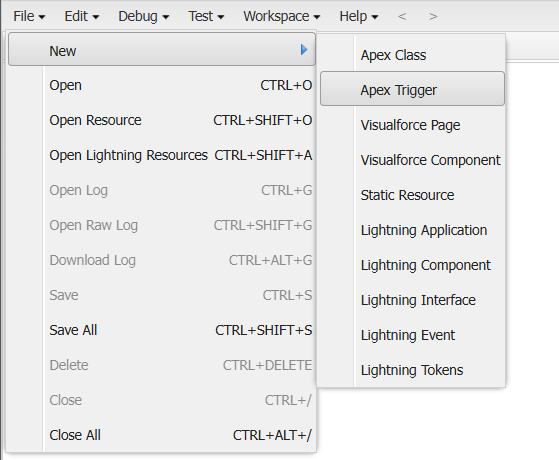 File Edit Debug Test Workspace Help < >
New
Open CTRL+O
Open Resource CTRL+SHIFT+O
Open Lightning Resources CTRL+SHIFT+A
Open Log CTRL+G
Open Raw Log CTRL+SHIFT+G
Download Log CTRL+ALT+G
Save CTRL+S
Save All CTRL+SHIFT+S
Delete CTRL+DELETE
Close CTRL+/
Close All CTRL+ALT+/
Apex Class
Apex Trigger
Visualforce Page
Visualforce Component
Static Resource
Lightning Application
Lightning Component
Lightning Interface
Lightning Event
Lightning Tokens